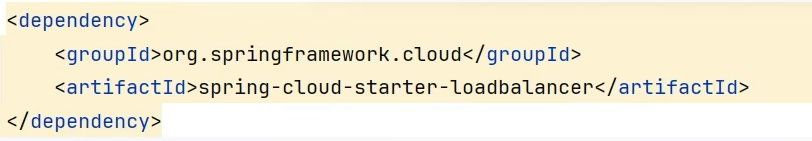 <dependency>
    <groupId>org.springframework.cloud</groupId>
    <artifactId>spring-cloud-starter-loadbalancer</artifactId>
</dependency>